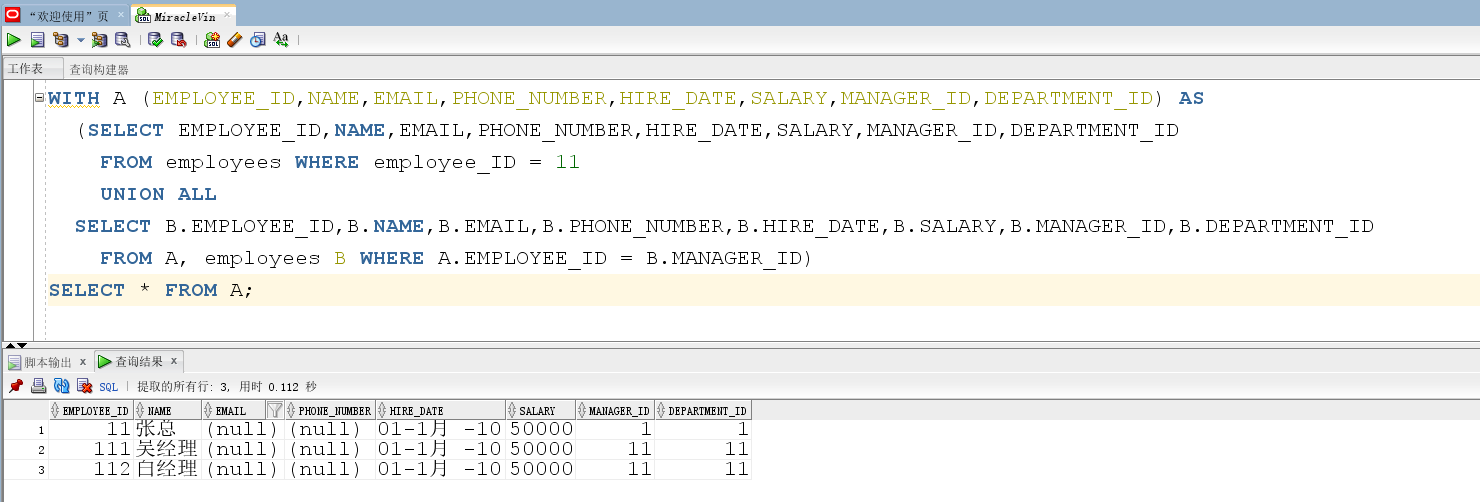 “欢迎使用”页 × MiracleVin ×
工作表 查询构建器
WITH A (EMPLOYEE_ID,NAME,EMAIL,PHONE_NUMBER,HIRE_DATE,SALARY,MANAGER_ID,DEPARTMENT_ID) AS
(SELECT EMPLOYEE_ID,NAME,EMAIL,PHONE_NUMBER,HIRE_DATE,SALARY,MANAGER_ID,DEPARTMENT_ID
FROM employees WHERE employee_ID = 11
UNION ALL
SELECT B.EMPLOYEE_ID,B.NAME,B.EMAIL,B.PHONE_NUMBER,B.HIRE_DATE,B.SALARY,B.MANAGER_ID,B.DEPARTMENT_ID
FROM A, employees B WHERE A.EMPLOYEE_ID = B.MANAGER_ID)
SELECT * FROM A;
脚本输出 x 查询结果 x
SQL | 提取的所有行: 3, 用时 0.112 秒
EMPLOYEE_ID NAME EMAIL PHONE_NUMBER HIRE_DATE SALARY MANAGER_ID DEPARTMENT_ID
1 11 张总 (null) (null) 01-1月 -10 50000 1 1
2 111 吴经理 (null) (null) 01-1月 -10 50000 11 11
3 112 白经理 (null) (null) 01-1月 -10 50000 11 11